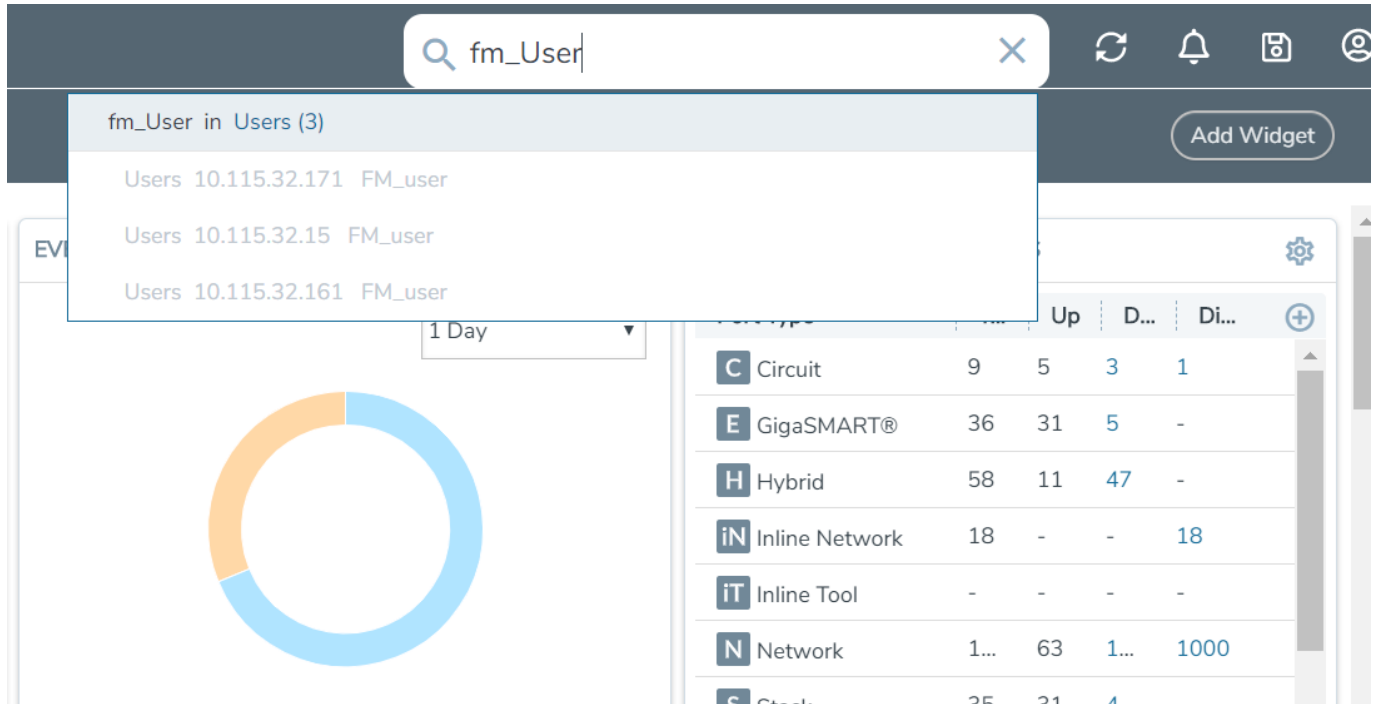 fm_User
fm_User in Users (3)
Add Widget
Users 10.115.32.171 FM_user
Users 10.115.32.15 FM_user
Users 10.115.32.161 FM_user
1 Day
Up D... Di...
C Circuit 9 5 3 1
E GigaSMART® 36 31 5 -
H Hybrid 58 11 47 -
iN Inline Network 18 - - 18
iT Inline Tool - - - -
N Network 1... 63 1... 1000